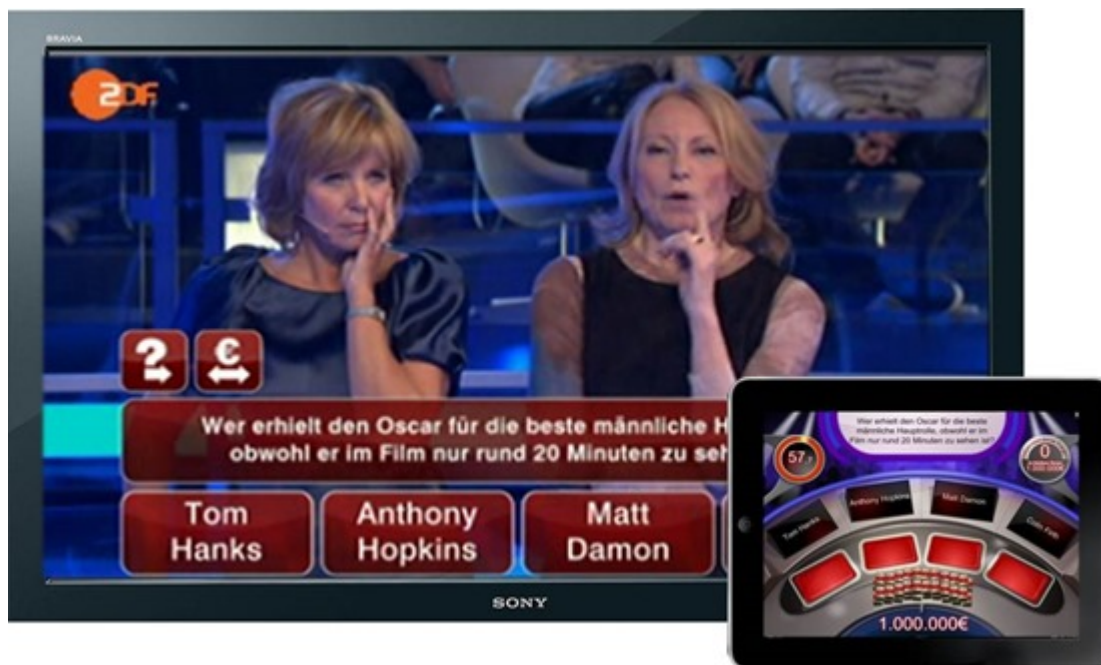 BRAVIA
ZDF
?
€
Wer erhielt den Oscar für die beste männliche H
obwohl er im Film nur rund 20 Minuten zu seh
Tom
Hanks
Anthony
Hopkins
Matt
Damon
SONY
Wer erhielt den Oscar für die beste
männliche Hauptrolle, obwohl er im
Film nur rund 20 Minuten zu sehen ist?
57
0
Tom Hanks
Anthony Hopkins
Matt Damon
Colin Firth
1.000.000€